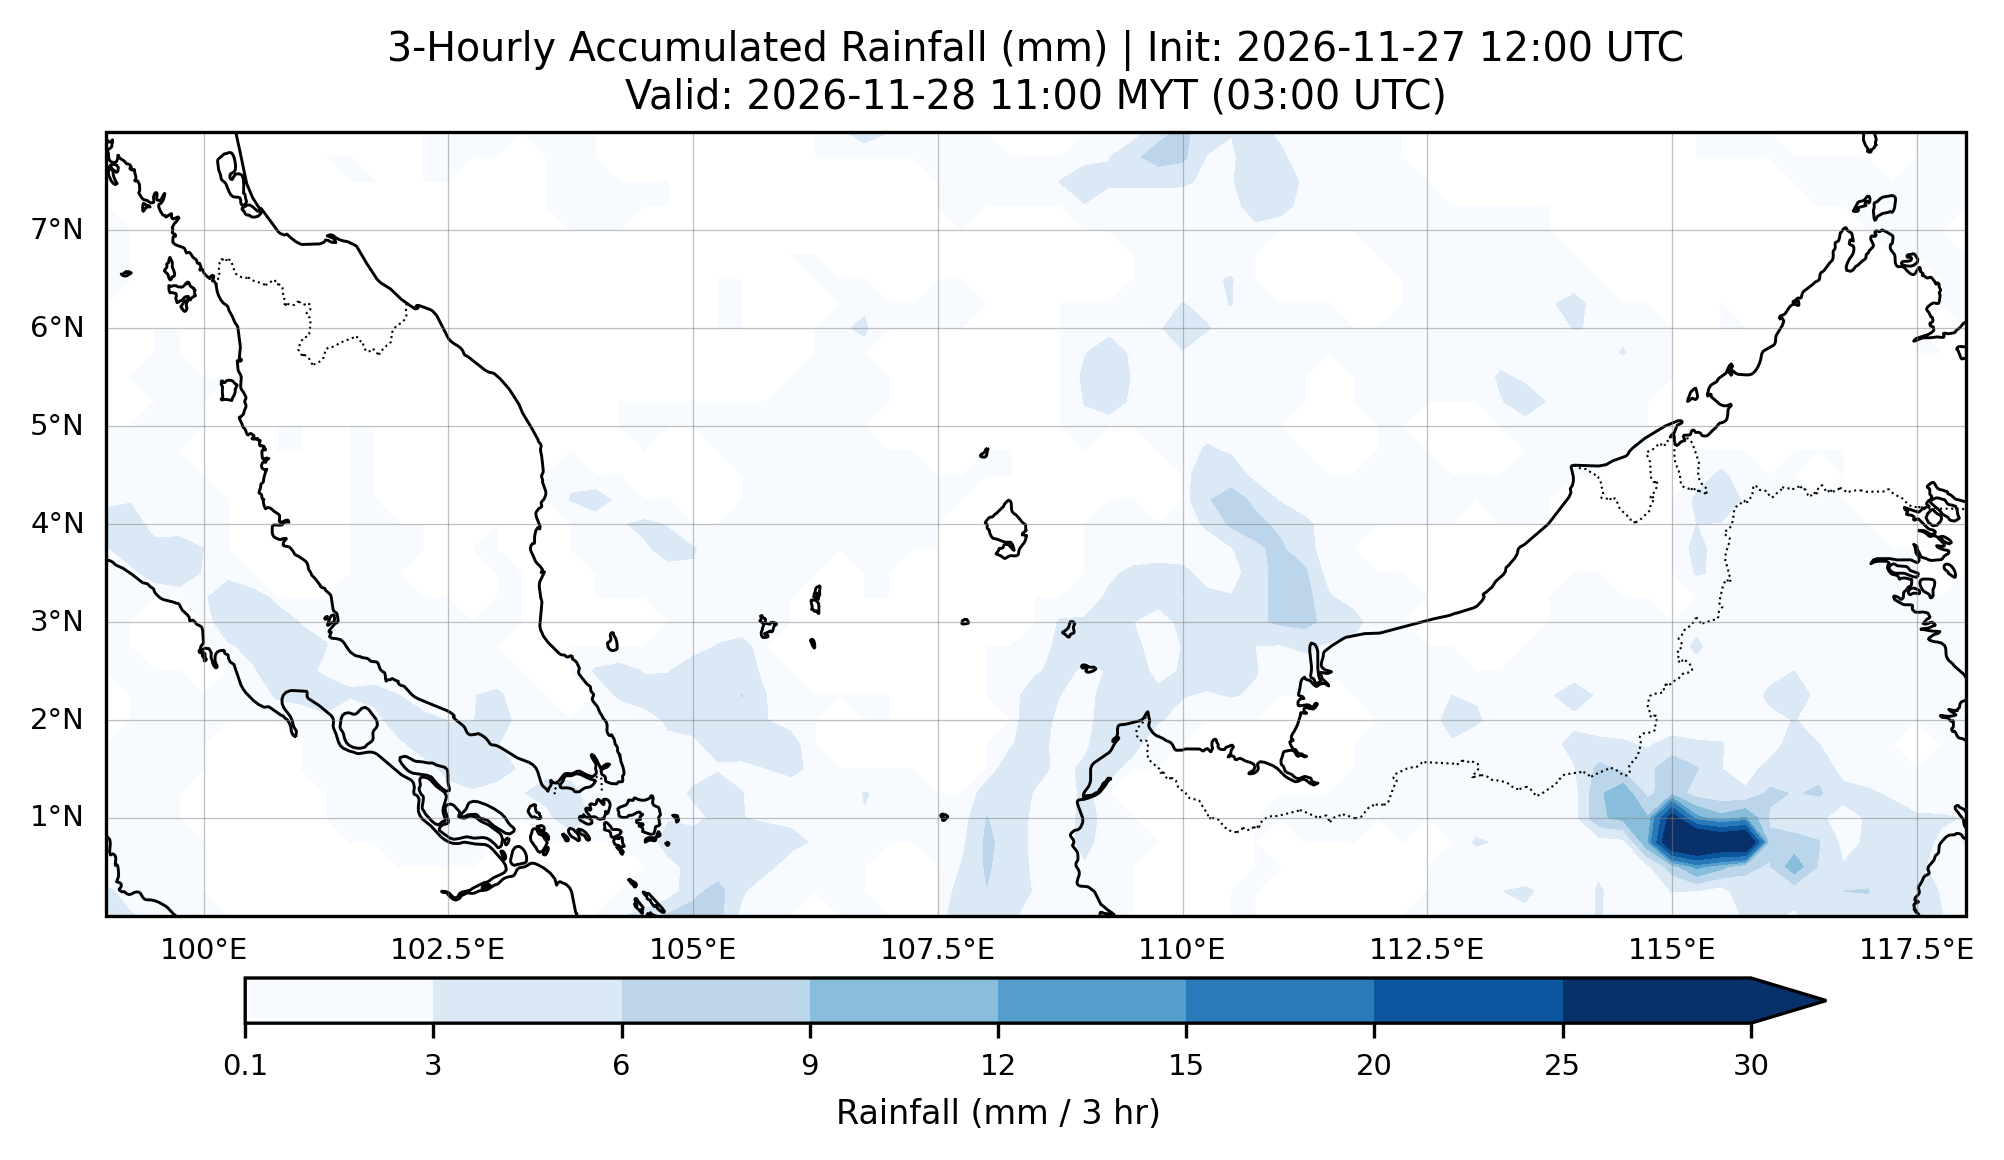 3-Hourly Accumulated Rainfall (mm) | Init: 2026-11-27 12:00 UTC
Valid: 2026-11-28 11:00 MYT (03:00 UTC)
7°N
6°N
5°N
4°N
3°N
2°N
1°N
100°E 102.5°E 105°E 107.5°E 110°E 112.5°E 115°E 117.5°E
0.1 3 6 9 12 15 20 25 30
Rainfall (mm / 3 hr)